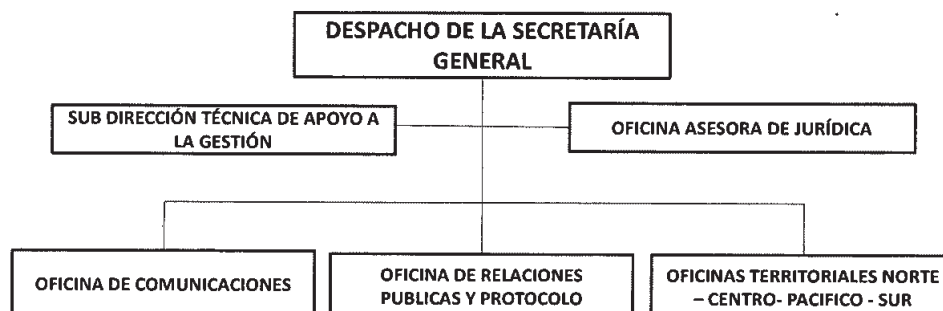 DESPACHO DE LA SECRETARÍA
GENERAL
SUB DIRECCIÓN TÉCNICA DE APOYO A
LA GESTIÓN
OFICINA ASESORA DE JURÍDICA
OFICINA DE COMUNICACIONES
OFICINA DE RELACIONES
PUBLICAS Y PROTOCOLO
OFICINAS TERRITORIALES NORTE
– CENTRO- PACIFICO - SUR